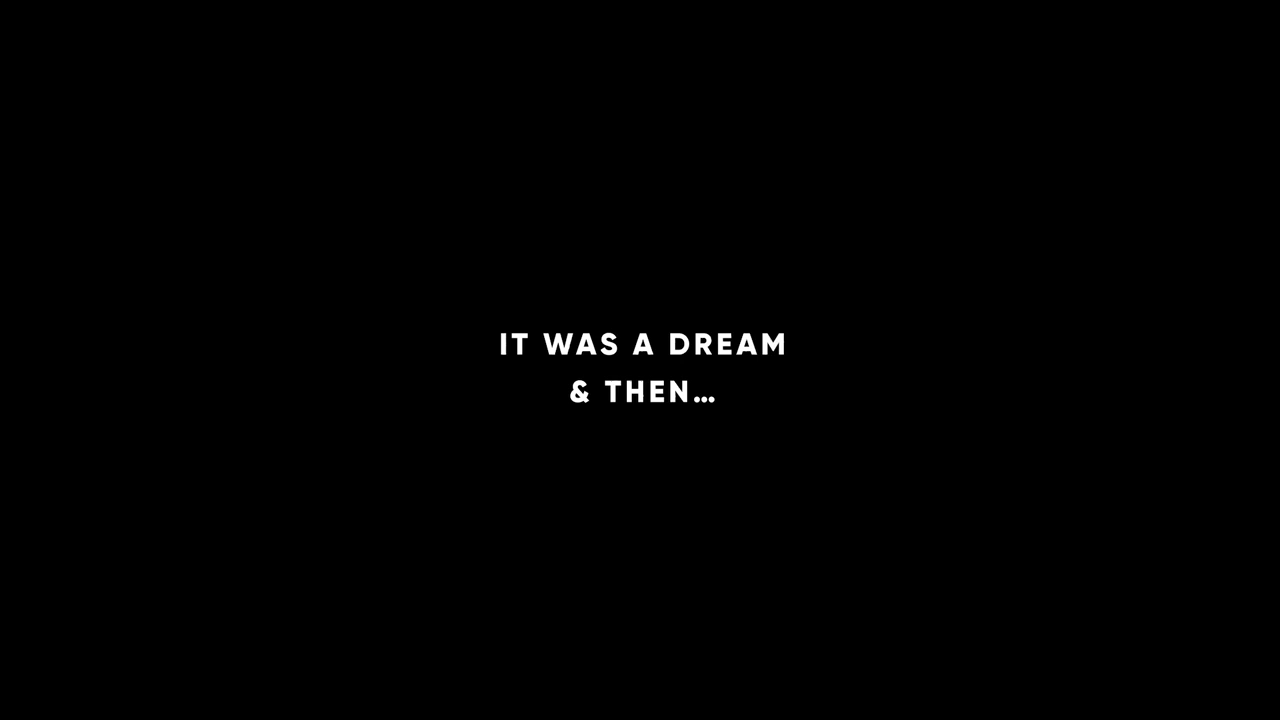 IT WAS A DREAM
& THEN…